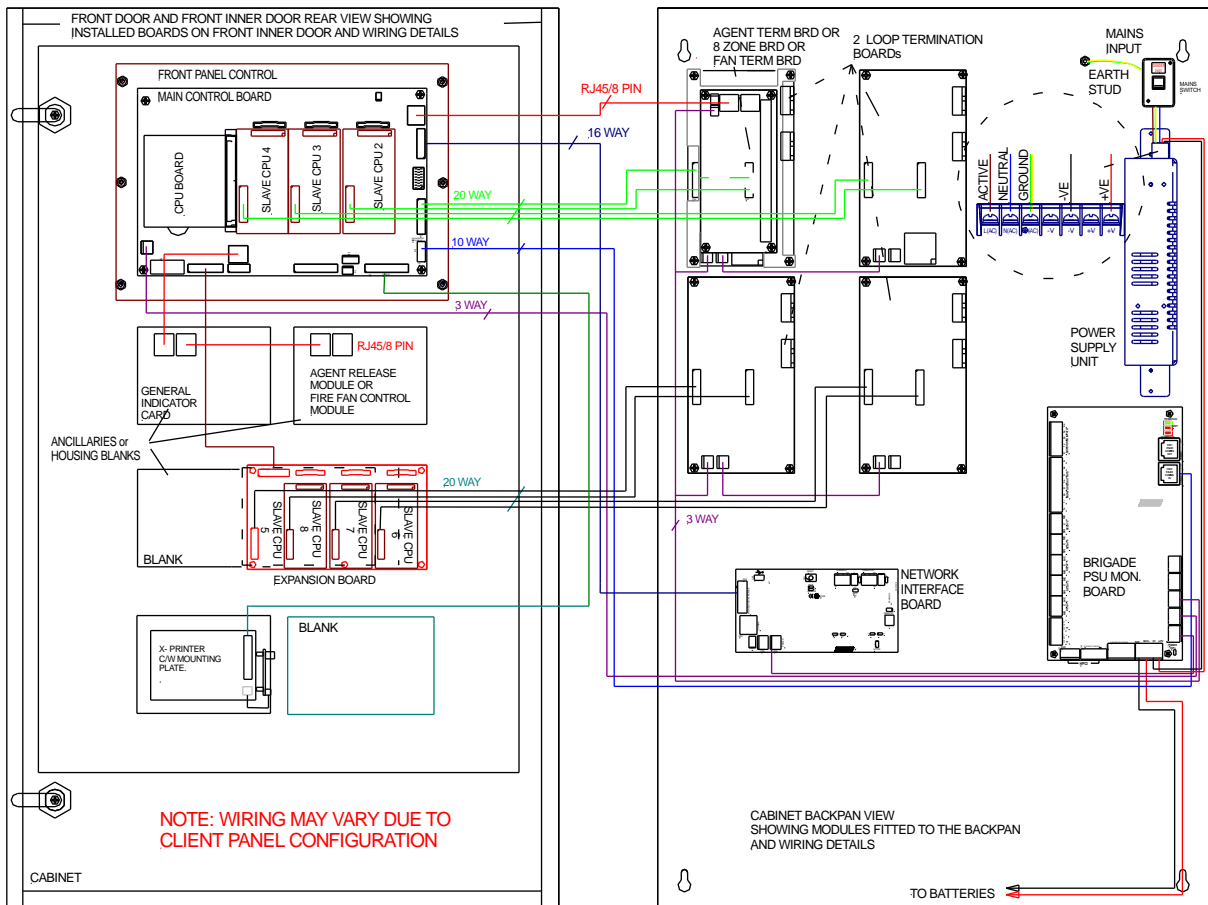 FRONT DOOR AND FRONT INNER DOOR REAR VIEW SHOWING
INSTALLED BOARDS ON FRONT INNER DOOR AND WIRING DETAILS
FRONT PANEL CONTROL
MAIN CONTROL BOARD
CPU BOARD
SLAVE CPU 4
SLAVE CPU 3
SLAVE CPU 2
RJ45/8 PIN
16 WAY
20 WAY
10 WAY
3 WAY
RJ45/8 PIN
GENERAL
INDICATOR
CARD
AGENT RELEASE
MODULE OR
FIRE FAN CONTROL
MODULE
ANCILLARIES or
HOUSING BLANKS
20 WAY
SLAVE CPU
5
SLAVE CPU
8
SLAVE CPU
7
SLAVE CPU
6
BLANK
EXPANSION BOARD
X- PRINTER
C/W MOUNTING
PLATE.
BLANK
NOTE: WIRING MAY VARY DUE TO
CLIENT PANEL CONFIGURATION
CABINET
AGENT TERM BRD OR
8 ZONE BRD OR
FAN TERM BRD
2 LOOP TERMINATION
BOARDs
MAINS
INPUT
EARTH
STUD
MAINS
SWITCH
ACTIVE
NEUTRAL
GROUND
-VE
+VE
L(AC)
N(AC)
(AC)
-V
-V
+V
+V
POWER
SUPPLY
UNIT
3 WAY
NETWORK
INTERFACE
BOARD
BRIGADE
PSU MON.
BOARD
CABINET BACKPAN VIEW
SHOWING MODULES FITTED TO THE BACKPAN
AND WIRING DETAILS
TO BATTERIES